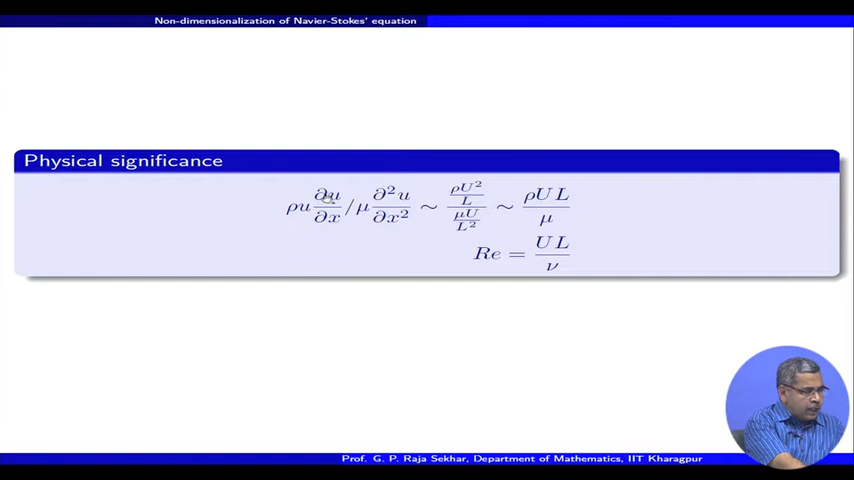 Non-dimensionalization of Navier-Stokes' equation
Physical significance
ρu ∂u/∂x / μ ∂²u/∂x² ∼ (ρU²/L)/(μU/L²) ∼ ρUL/μ
Re = UL/ν
Prof. G. P. Raja Sekhar, Department of Mathematics, IIT Kharagpur